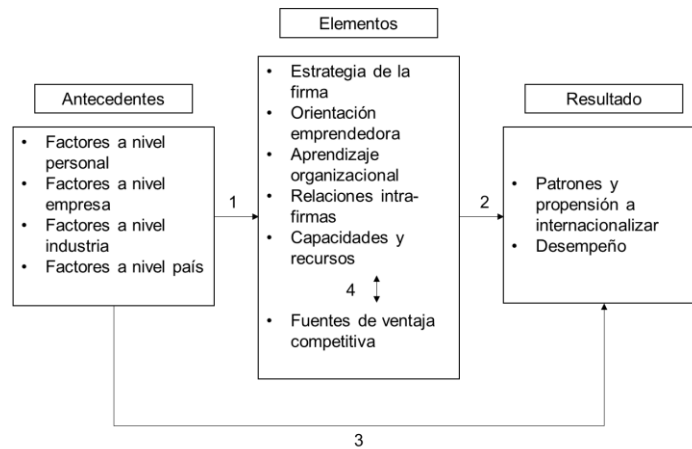 Elementos
Antecedentes
Resultado
• Factores a nivel
personal
• Factores a nivel
empresa
• Factores a nivel
industria
• Factores a nivel país
1
• Estrategia de la
firma
• Orientación
emprendedora
• Aprendizaje
organizacional
• Relaciones intra-
firmas
• Capacidades y
recursos
4
• Fuentes de ventaja
competitiva
2
• Patrones y
propensión a
internacionalizar
• Desempeño
3